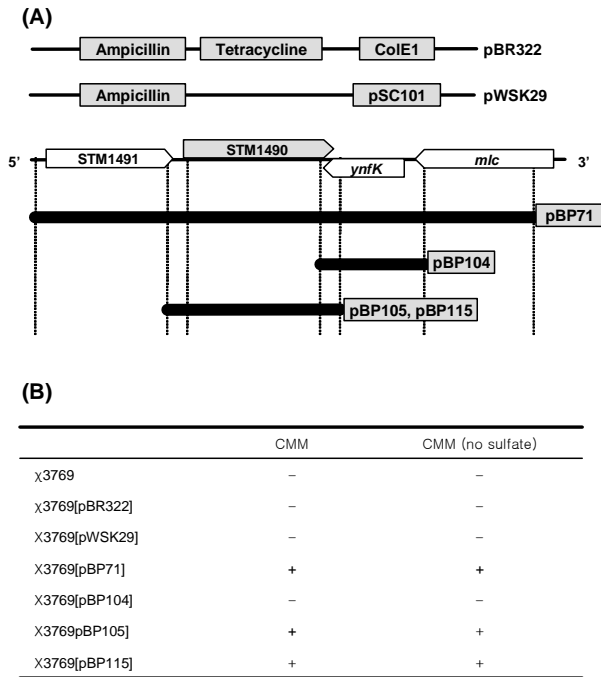 (A)
Ampicillin Tetracycline ColE1 pBR322
Ampicillin pSC101 pWSK29
5' STM1491 STM1490 ynfK mlc 3'
pBP71
pBP104
pBP105, pBP115
(B)
CMM CMM (no sulfate)
χ3769 − −
χ3769[pBR322] − −
X3769[pWSK29] − −
X3769[pBP71] + +
X3769[pBP104] − −
X3769pBP105] + +
X3769[pBP115] + +